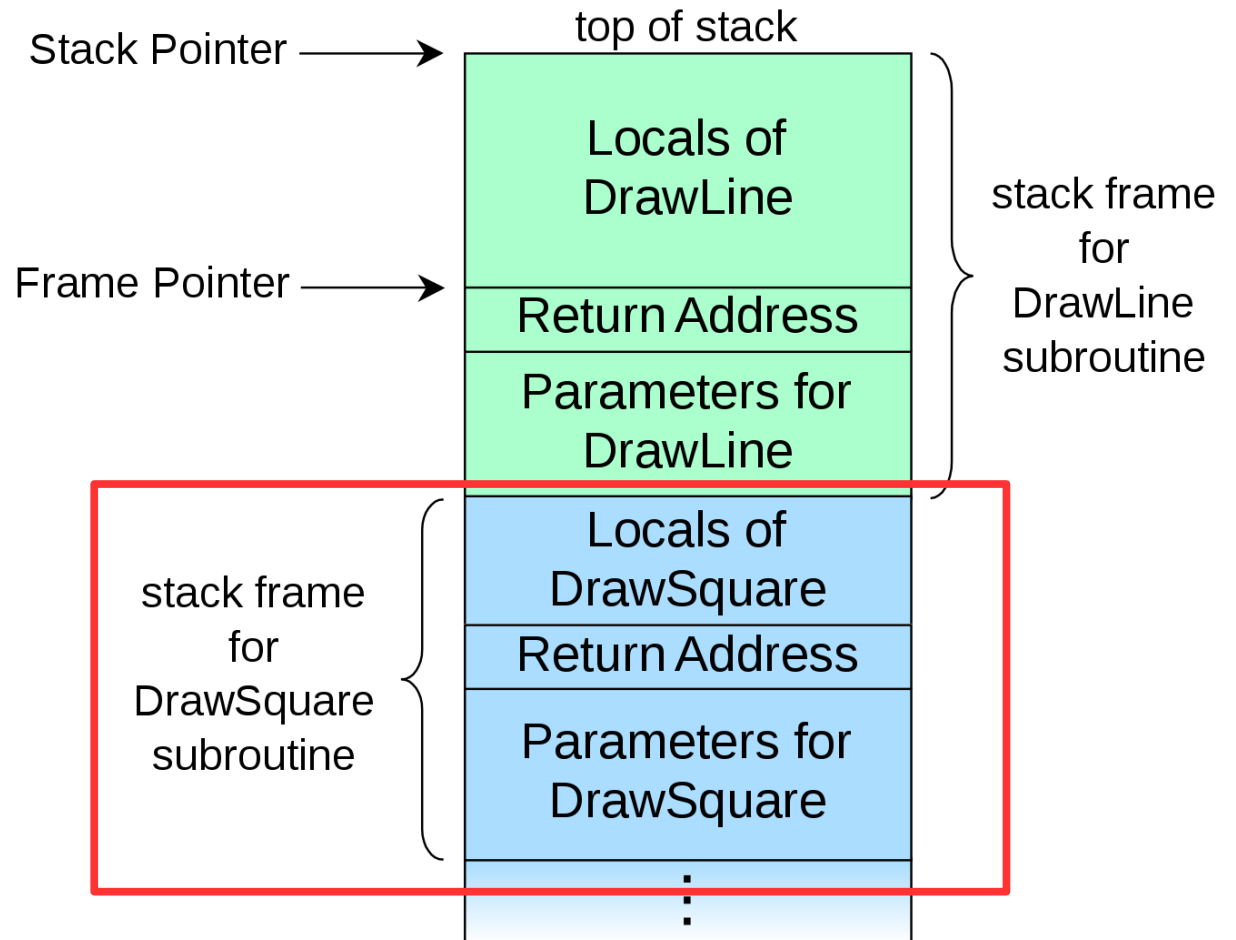 top of stack
Stack Pointer
Locals of
DrawLine
stack frame
for
DrawLine
subroutine
Frame Pointer
Return Address
Parameters for
DrawLine
Locals of
DrawSquare
stack frame
for
DrawSquare
subroutine
Return Address
Parameters for
DrawSquare
⋮